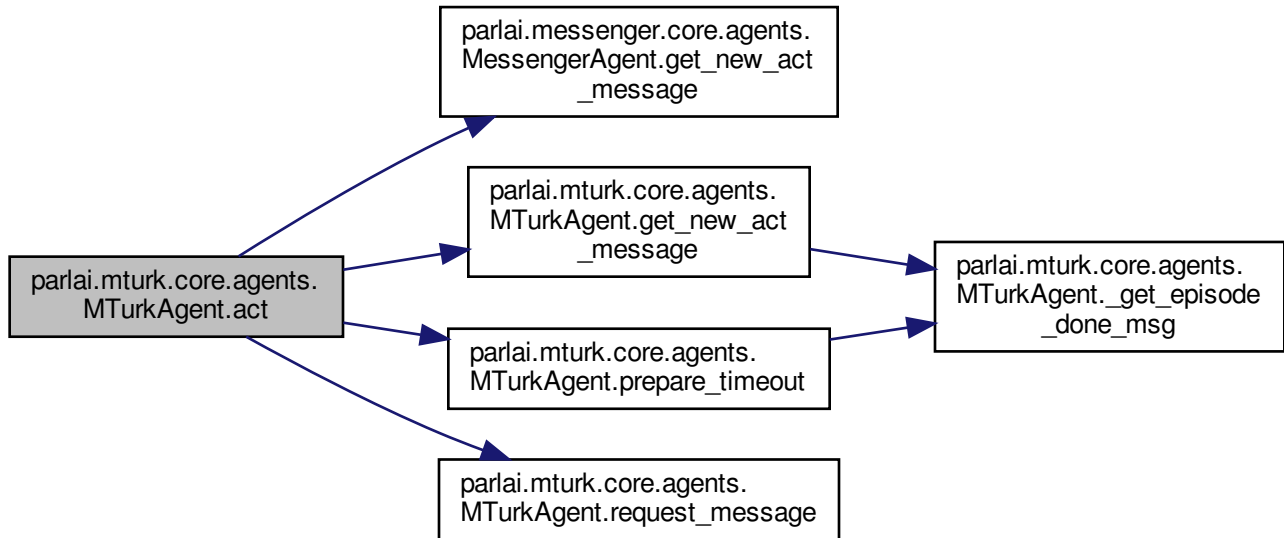 parlai.messenger.core.agents.
MessengerAgent.get_new_act
_message
parlai.mturk.core.agents.
MTurkAgent.get_new_act
_message
parlai.mturk.core.agents.
MTurkAgent.act
parlai.mturk.core.agents.
MTurkAgent._get_episode
_done_msg
parlai.mturk.core.agents.
MTurkAgent.prepare_timeout
parlai.mturk.core.agents.
MTurkAgent.request_message